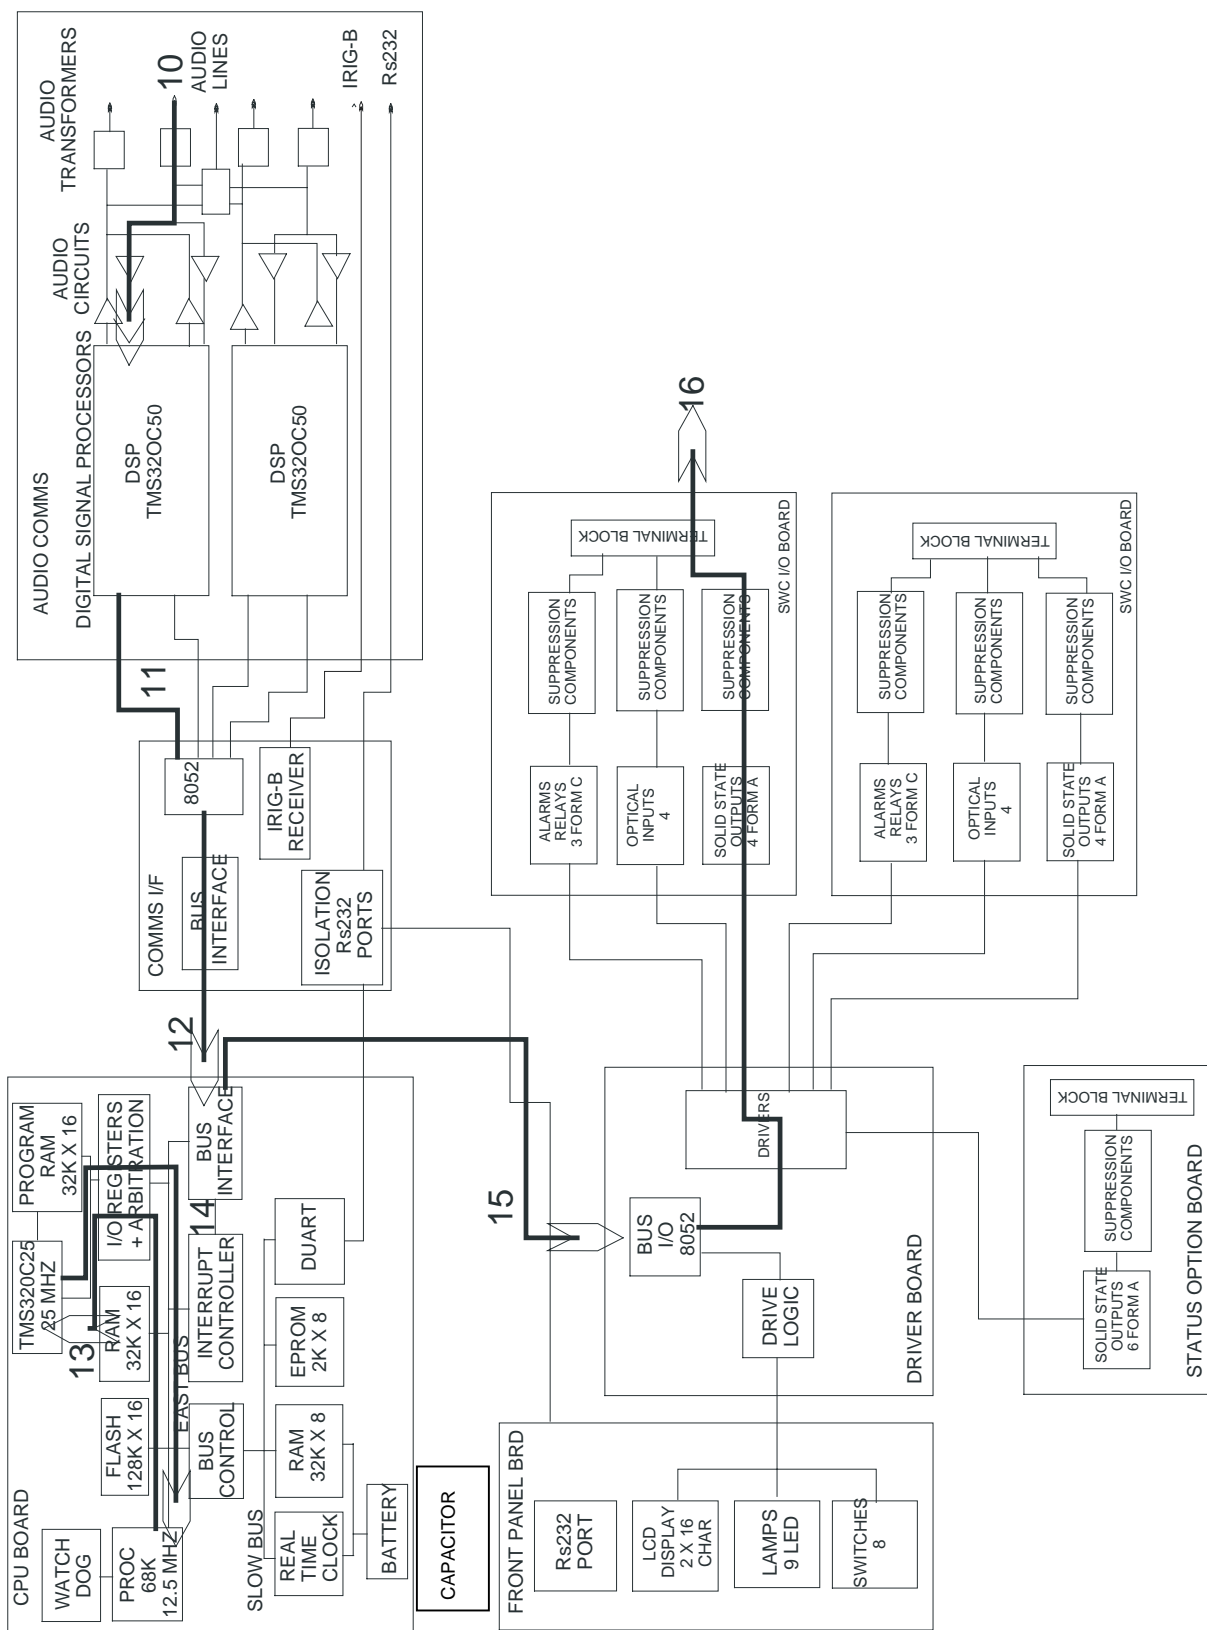 CPU BOARD
WATCH
DOG
PROC
68K
12.5 MHZ
FLASH
128K X 16
RAM
32K X 16
13
TMS320C25
25 MHZ
PROGRAM
RAM
32K X 16
I/O REGISTERS
+ ARBITRATION
BUS
CONTROL
INTERRUPT
CONTROLLER
14
BUS
INTERFACE
12
SLOW BUS
REAL
TIME
CLOCK
RAM
32K X 8
EPROM
2K X 8
DUART
BATTERY
CAPACITOR
COMMS I/F
BUS
INTERFACE
8052
IRIG-B
RECEIVER
ISOLATION
Rs232
PORTS
11
AUDIO COMMS
DIGITAL SIGNAL PROCESSORS
DSP
TMS32OC50
DSP
TMS32OC50
AUDIO
CIRCUITS
AUDIO
TRANSFORMERS
10
AUDIO
LINES
IRIG-B
Rs232
FRONT PANEL BRD
Rs232
PORT
LCD
DISPLAY
2 X 16
CHAR
LAMPS
9 LED
SWITCHES
8
15
BUS
I/O
8052
DRIVERS
DRIVE
LOGIC
DRIVER BOARD
ALARMS
RELAYS
3 FORM C
OPTICAL
INPUTS
4
SOLID STATE
OUTPUTS
4 FORM A
SUPPRESSION
COMPONENTS
SUPPRESSION
COMPONENTS
SUPPRESSION
COMPONENTS
TERMINAL BLOCK
SWC I/O BOARD
16
ALARMS
RELAYS
3 FORM C
OPTICAL
INPUTS
4
SOLID STATE
OUTPUTS
4 FORM A
SUPPRESSION
COMPONENTS
SUPPRESSION
COMPONENTS
SUPPRESSION
COMPONENTS
TERMINAL BLOCK
SWC I/O BOARD
SOLID STATE
OUTPUTS
6 FORM A
SUPPRESSION
COMPONENTS
TERMINAL BLOCK
STATUS OPTION BOARD